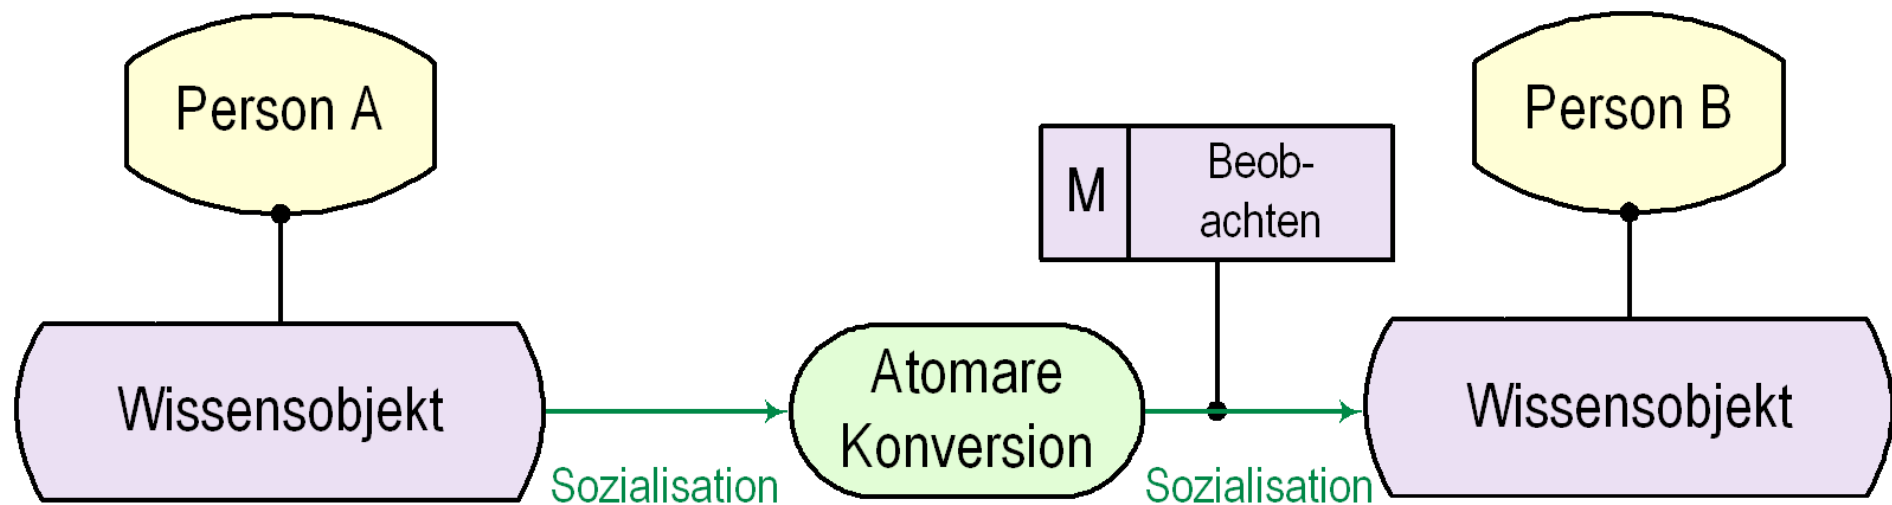 Person A
Person B
M
Beob-
achten
Wissensobjekt
Atomare
Konversion
Wissensobjekt
Sozialisation
Sozialisation